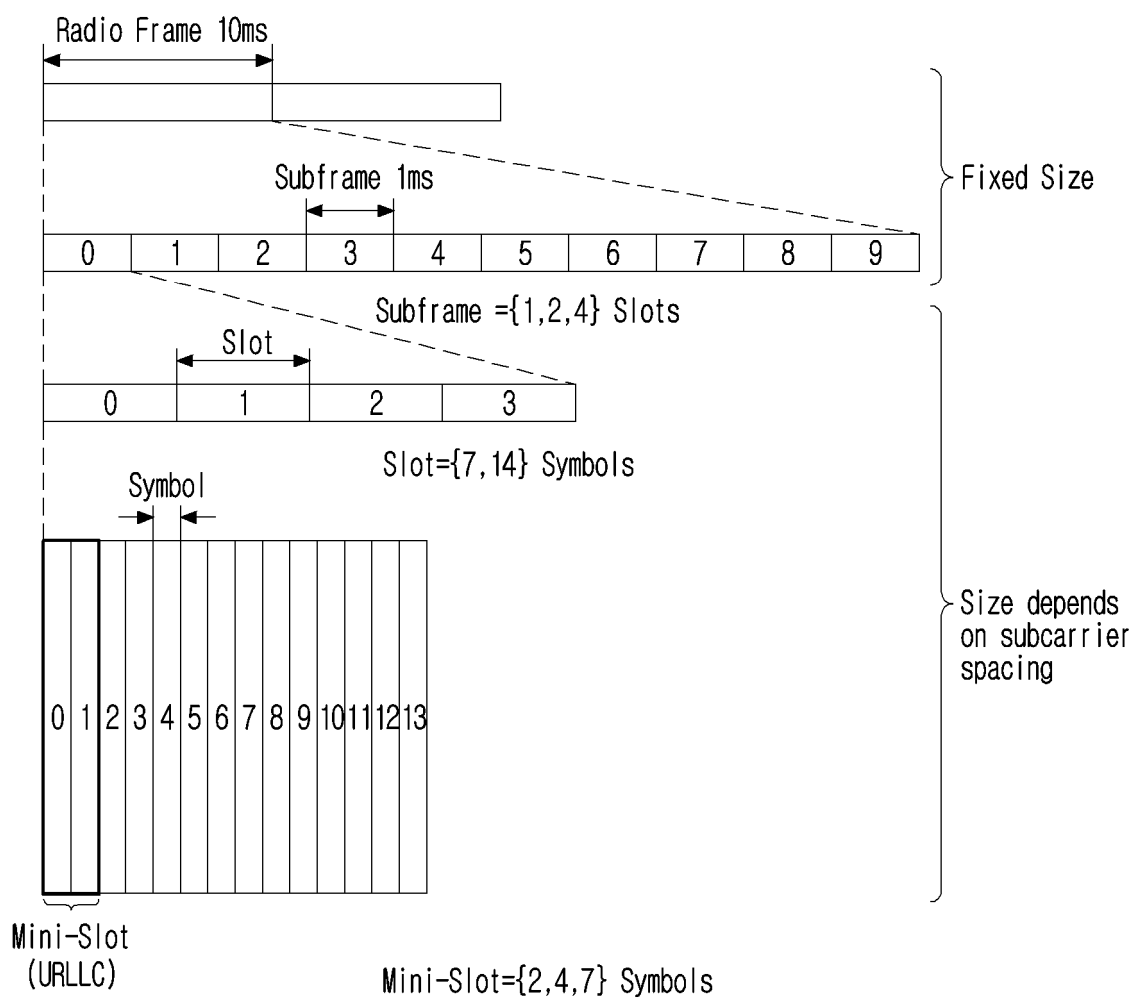 Radio Frame 10ms
Subframe 1ms
Fixed Size
0 1 2 3 4 5 6 7 8 9
Subframe ={1,2,4} Slots
Slot
0 1 2 3
Slot={7,14} Symbols
Symbol
Size depends
on subcarrier
spacing
0 1 2 3 4 5 6 7 8 9 10 11 12 13
Mini-Slot
(URLLC)
Mini-Slot={2,4,7} Symbols